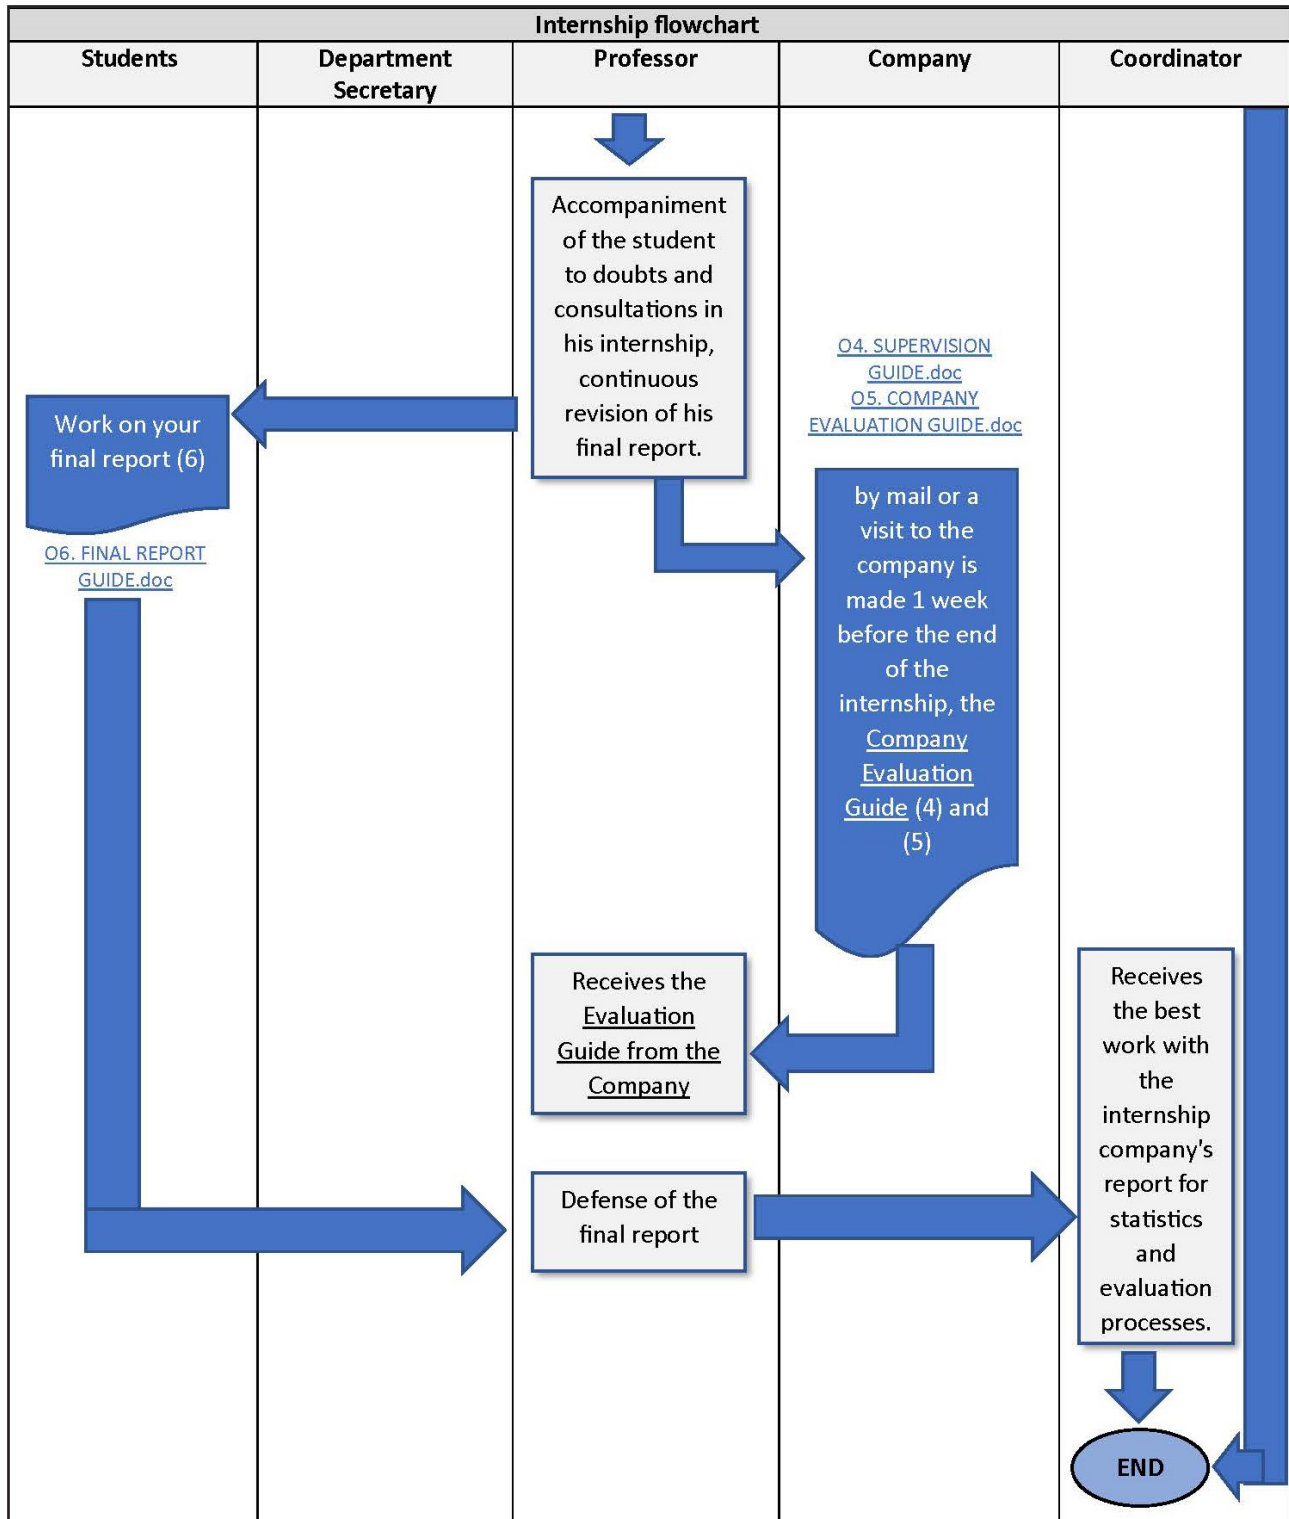 Internship flowchart
Students
Department
Secretary
Professor
Company
Coordinator
Accompaniment
of the student
to doubts and
consultations in
his internship,
continuous
revision of his
final report.
O4. SUPERVISION
GUIDE.doc
O5. COMPANY
EVALUATION GUIDE.doc
Work on your
final report (6)
O6. FINAL REPORT
GUIDE.doc
by mail or a
visit to the
company is
made 1 week
before the end
of the
internship, the
Company
Evaluation
Guide (4) and
(5)
Receives the
Evaluation
Guide from the
Company
Defense of the
final report
Receives
the best
work with
the
internship
company's
report for
statistics
and
evaluation
processes.
END